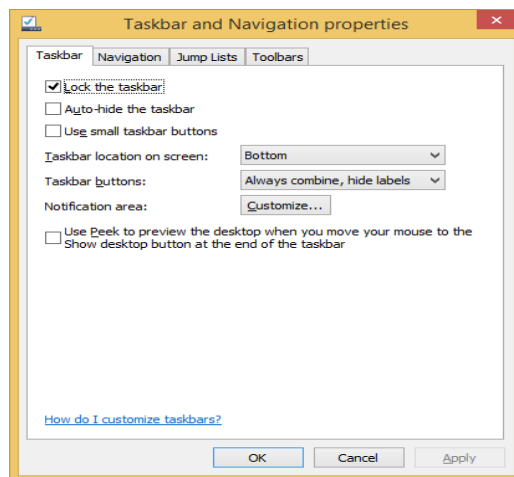 Taskbar and Navigation properties
Taskbar Navigation Jump Lists Toolbars
Lock the taskbar
Auto-hide the taskbar
Use small taskbar buttons
Taskbar location on screen: Bottom
Taskbar buttons: Always combine, hide labels
Notification area: Customize...
Use Peek to preview the desktop when you move your mouse to the
Show desktop button at the end of the taskbar
How do I customize taskbars?
OK Cancel Apply